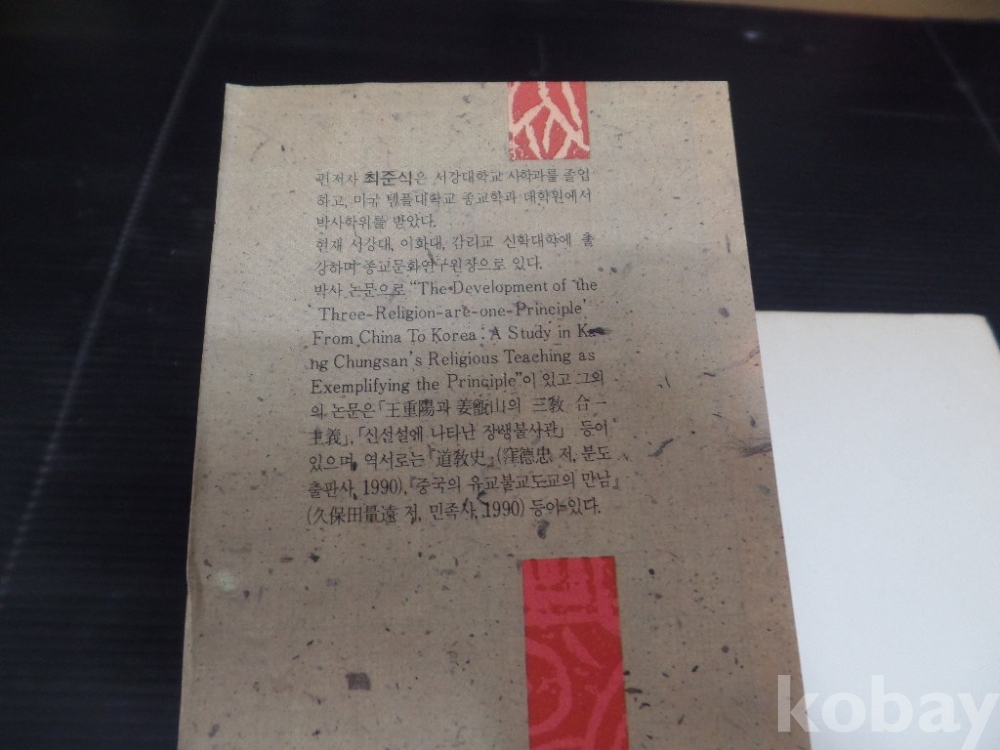 편저자 최준식은 서강대학교 사학과를 졸업
하고, 미국 템플대학교 종교학과 대학원에서
박사학위를 받았다.
현재 서강대, 이화대, 감리교 신학대학에 출
강하며 종교문화연구원장으로 있다.
박사 논문으로 “The Development of the
‘Three-Religion-are-one-Principle’
From China To Korea : A Study in Ka
ng Chungsan's Religious Teaching as
Exemplifying the Principle”이 있고 그외
의 논문은 「王重陽과 姜甑山의 三敎 合一
主義」, 「신선설에 나타난 장생불사관」 등이
있으며, 역서로는 『道敎史』(窪德忠 저, 분도
출판사, 1990), 『중국의 유교불교도교의 만남』
(久保田量遠 저, 민족사, 1990) 등이 있다.
kobay